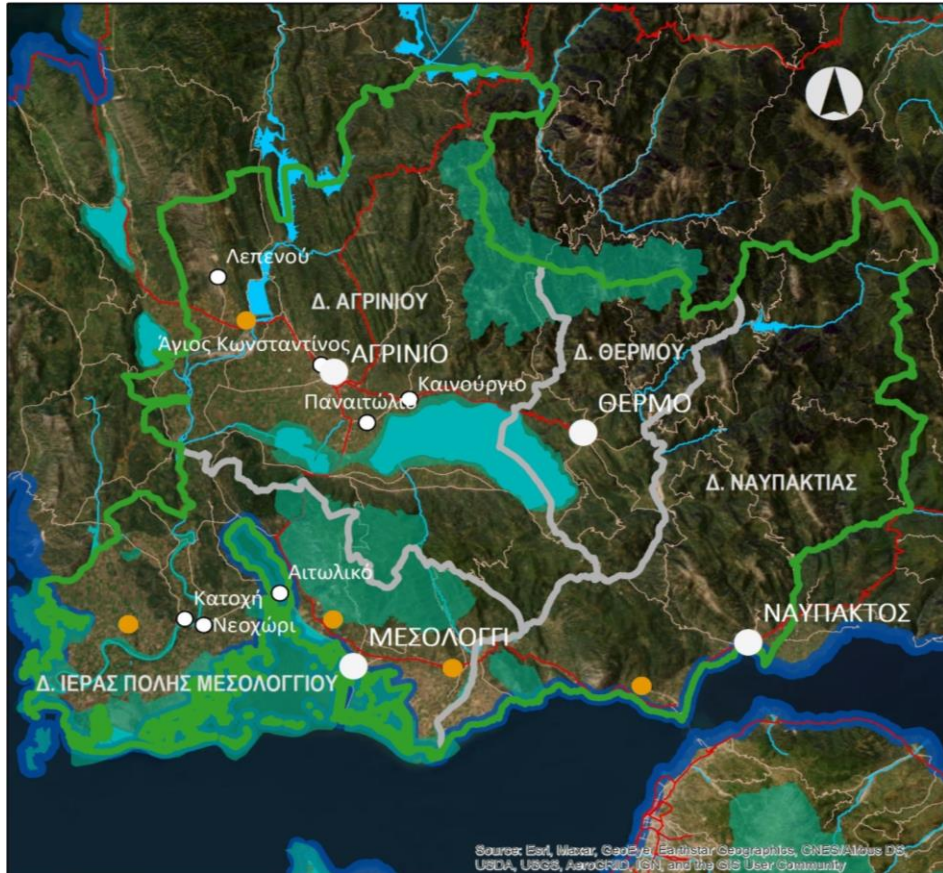 Λεπενού
Δ. ΑΓΡΙΝΙΟΥ
Άγιος Κωνσταντίνος
ΑΓΡΙΝΙΟ
Δ. ΘΕΡΜΟΥ
Καινούργιο
Παναιτώλιο
ΘΕΡΜΟ
Δ. ΝΑΥΠΑΚΤΙΑΣ
Αιτωλικό
Κατοχή
Νεοχώρι
ΜΕΣΟΛΟΓΓΙ
ΝΑΥΠΑΚΤΟΣ
Δ. ΙΕΡΑΣ ΠΟΛΗΣ ΜΕΣΟΛΟΓΓΙΟΥ
Source: Esri, Maxar, GeoEye, Earthstar Geographics, CNES/Airbus DS,
USDA, USGS, AeroGRID, IGN, and the GIS User Community